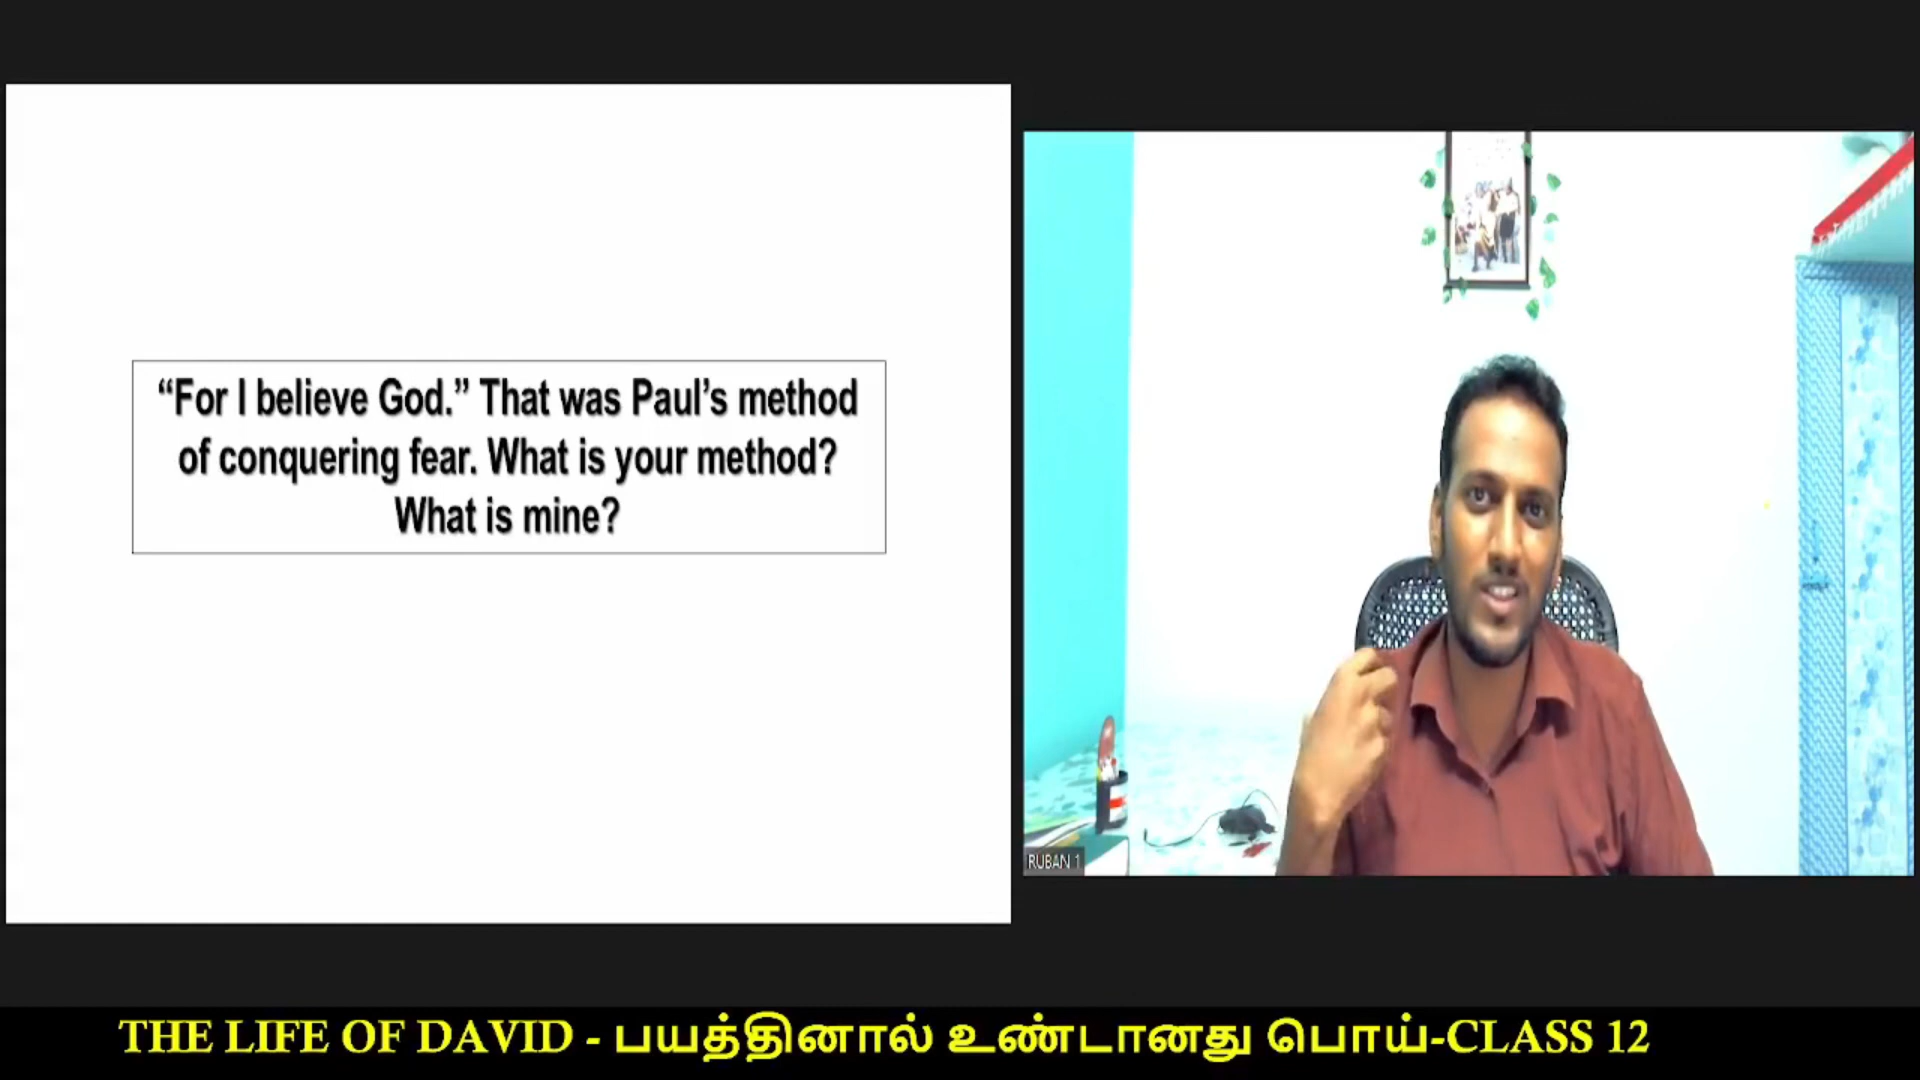 “For I believe God.” That was Paul’s method
of conquering fear. What is your method?
What is mine?
RUBAN 1
THE LIFE OF DAVID - பயத்தினால் உண்டானது பொய்-CLASS 12